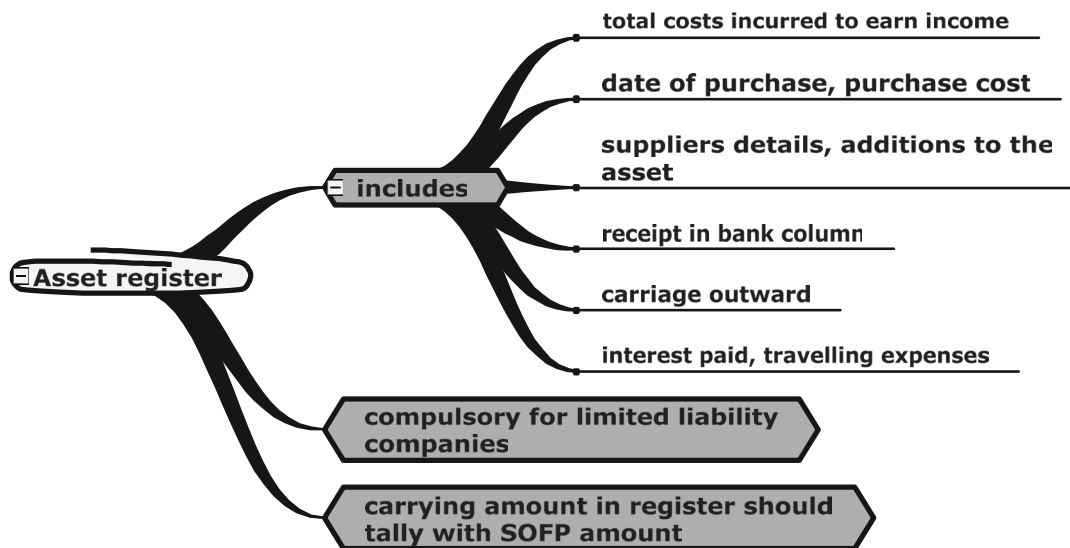 total costs incurred to earn income
date of purchase, purchase cost
suppliers details, additions to the
asset
includes
receipt in bank column
Asset register
carriage outward
interest paid, travelling expenses
compulsory for limited liability
companies
carrying amount in register should
tally with SOFP amount